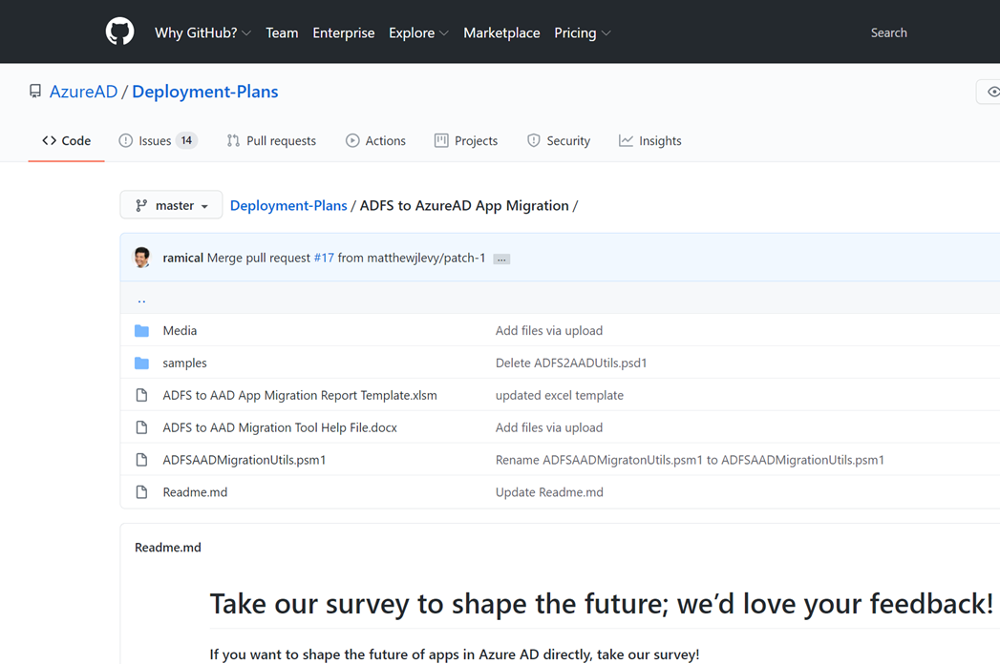 Why GitHub? Team Enterprise Explore Marketplace Pricing Search
AzureAD / Deployment-Plans
Code Issues 14 Pull requests Actions Projects Security Insights
master Deployment-Plans / ADFS to AzureAD App Migration /
ramical Merge pull request #17 from matthewjlevy/patch-1 ...
..
Media Add files via upload
samples Delete ADFS2AADUtils.psd1
ADFS to AAD App Migration Report Template.xlsm updated excel template
ADFS to AAD Migration Tool Help File.docx Add files via upload
ADFSAADMigrationUtils.psm1 Rename ADFSAADMigratonUtils.psm1 to ADFSAADMigrationUtils.psm1
Readme.md Update Readme.md
Readme.md
Take our survey to shape the future; we’d love your feedback!
If you want to shape the future of apps in Azure AD directly, take our survey!